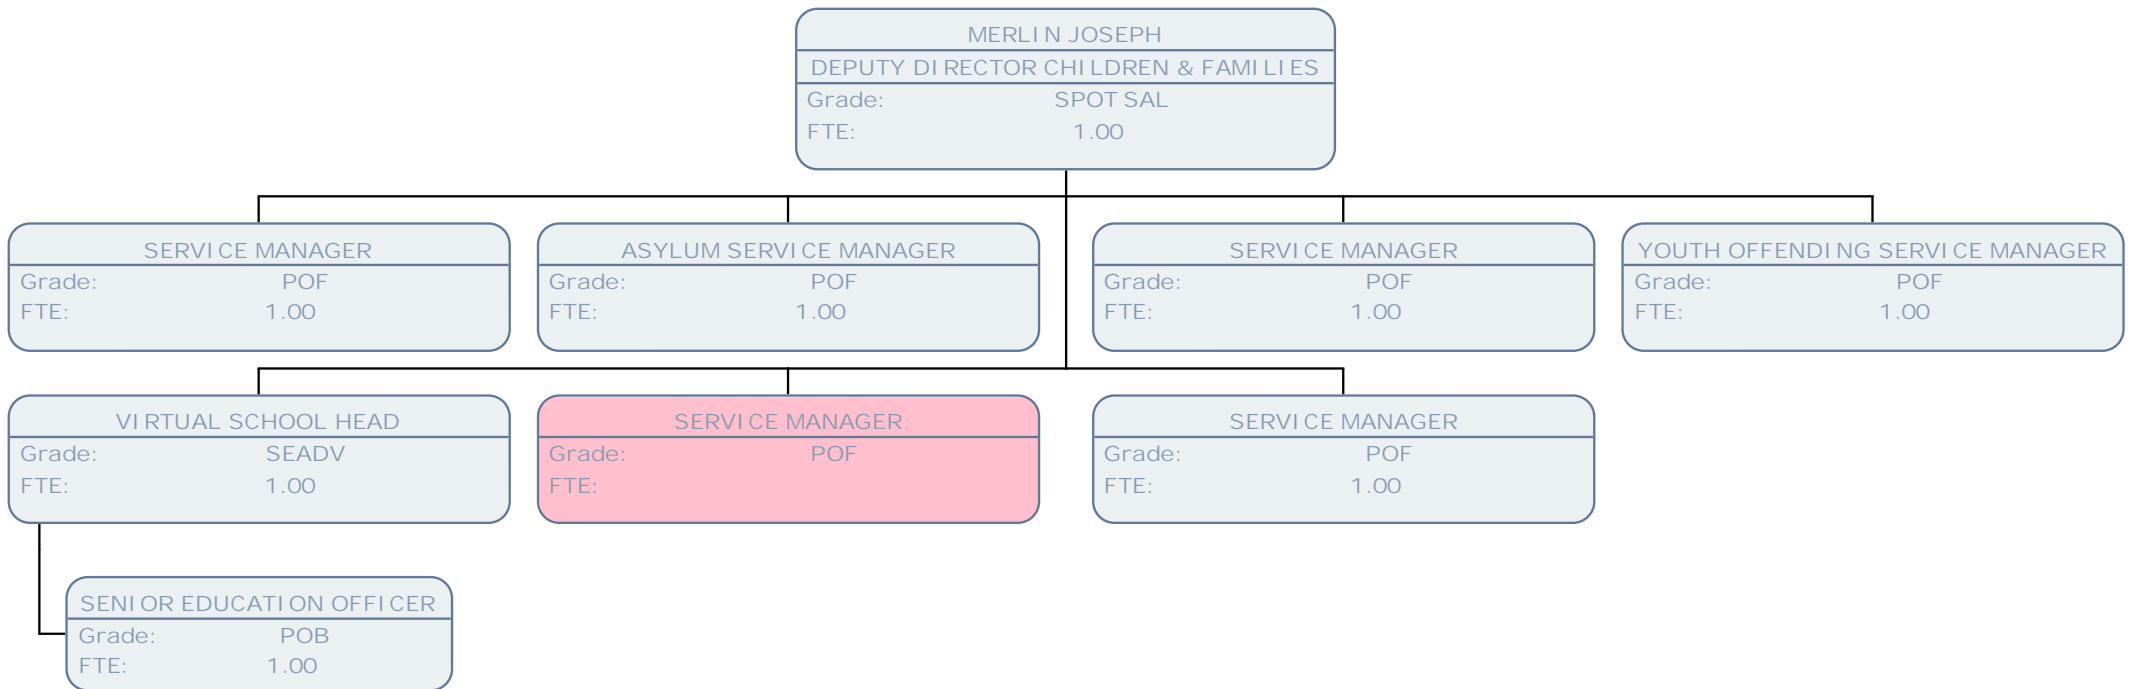 MERLIN JOSEPH
DEPUTY DIRECTOR CHILDREN & FAMILIES
Grade: SPOT SAL
FTE: 1.00
SERVICE MANAGER
Grade: POF
FTE: 1.00
ASYLUM SERVICE MANAGER
Grade: POF
FTE: 1.00
SERVICE MANAGER
Grade: POF
FTE: 1.00
YOUTH OFFENDING SERVICE MANAGER
Grade: POF
FTE: 1.00
VIRTUAL SCHOOL HEAD
Grade: SEADV
FTE: 1.00
SERVICE MANAGER
Grade: POF
FTE:
SERVICE MANAGER
Grade: POF
FTE: 1.00
SENIOR EDUCATION OFFICER
Grade: POB
FTE: 1.00